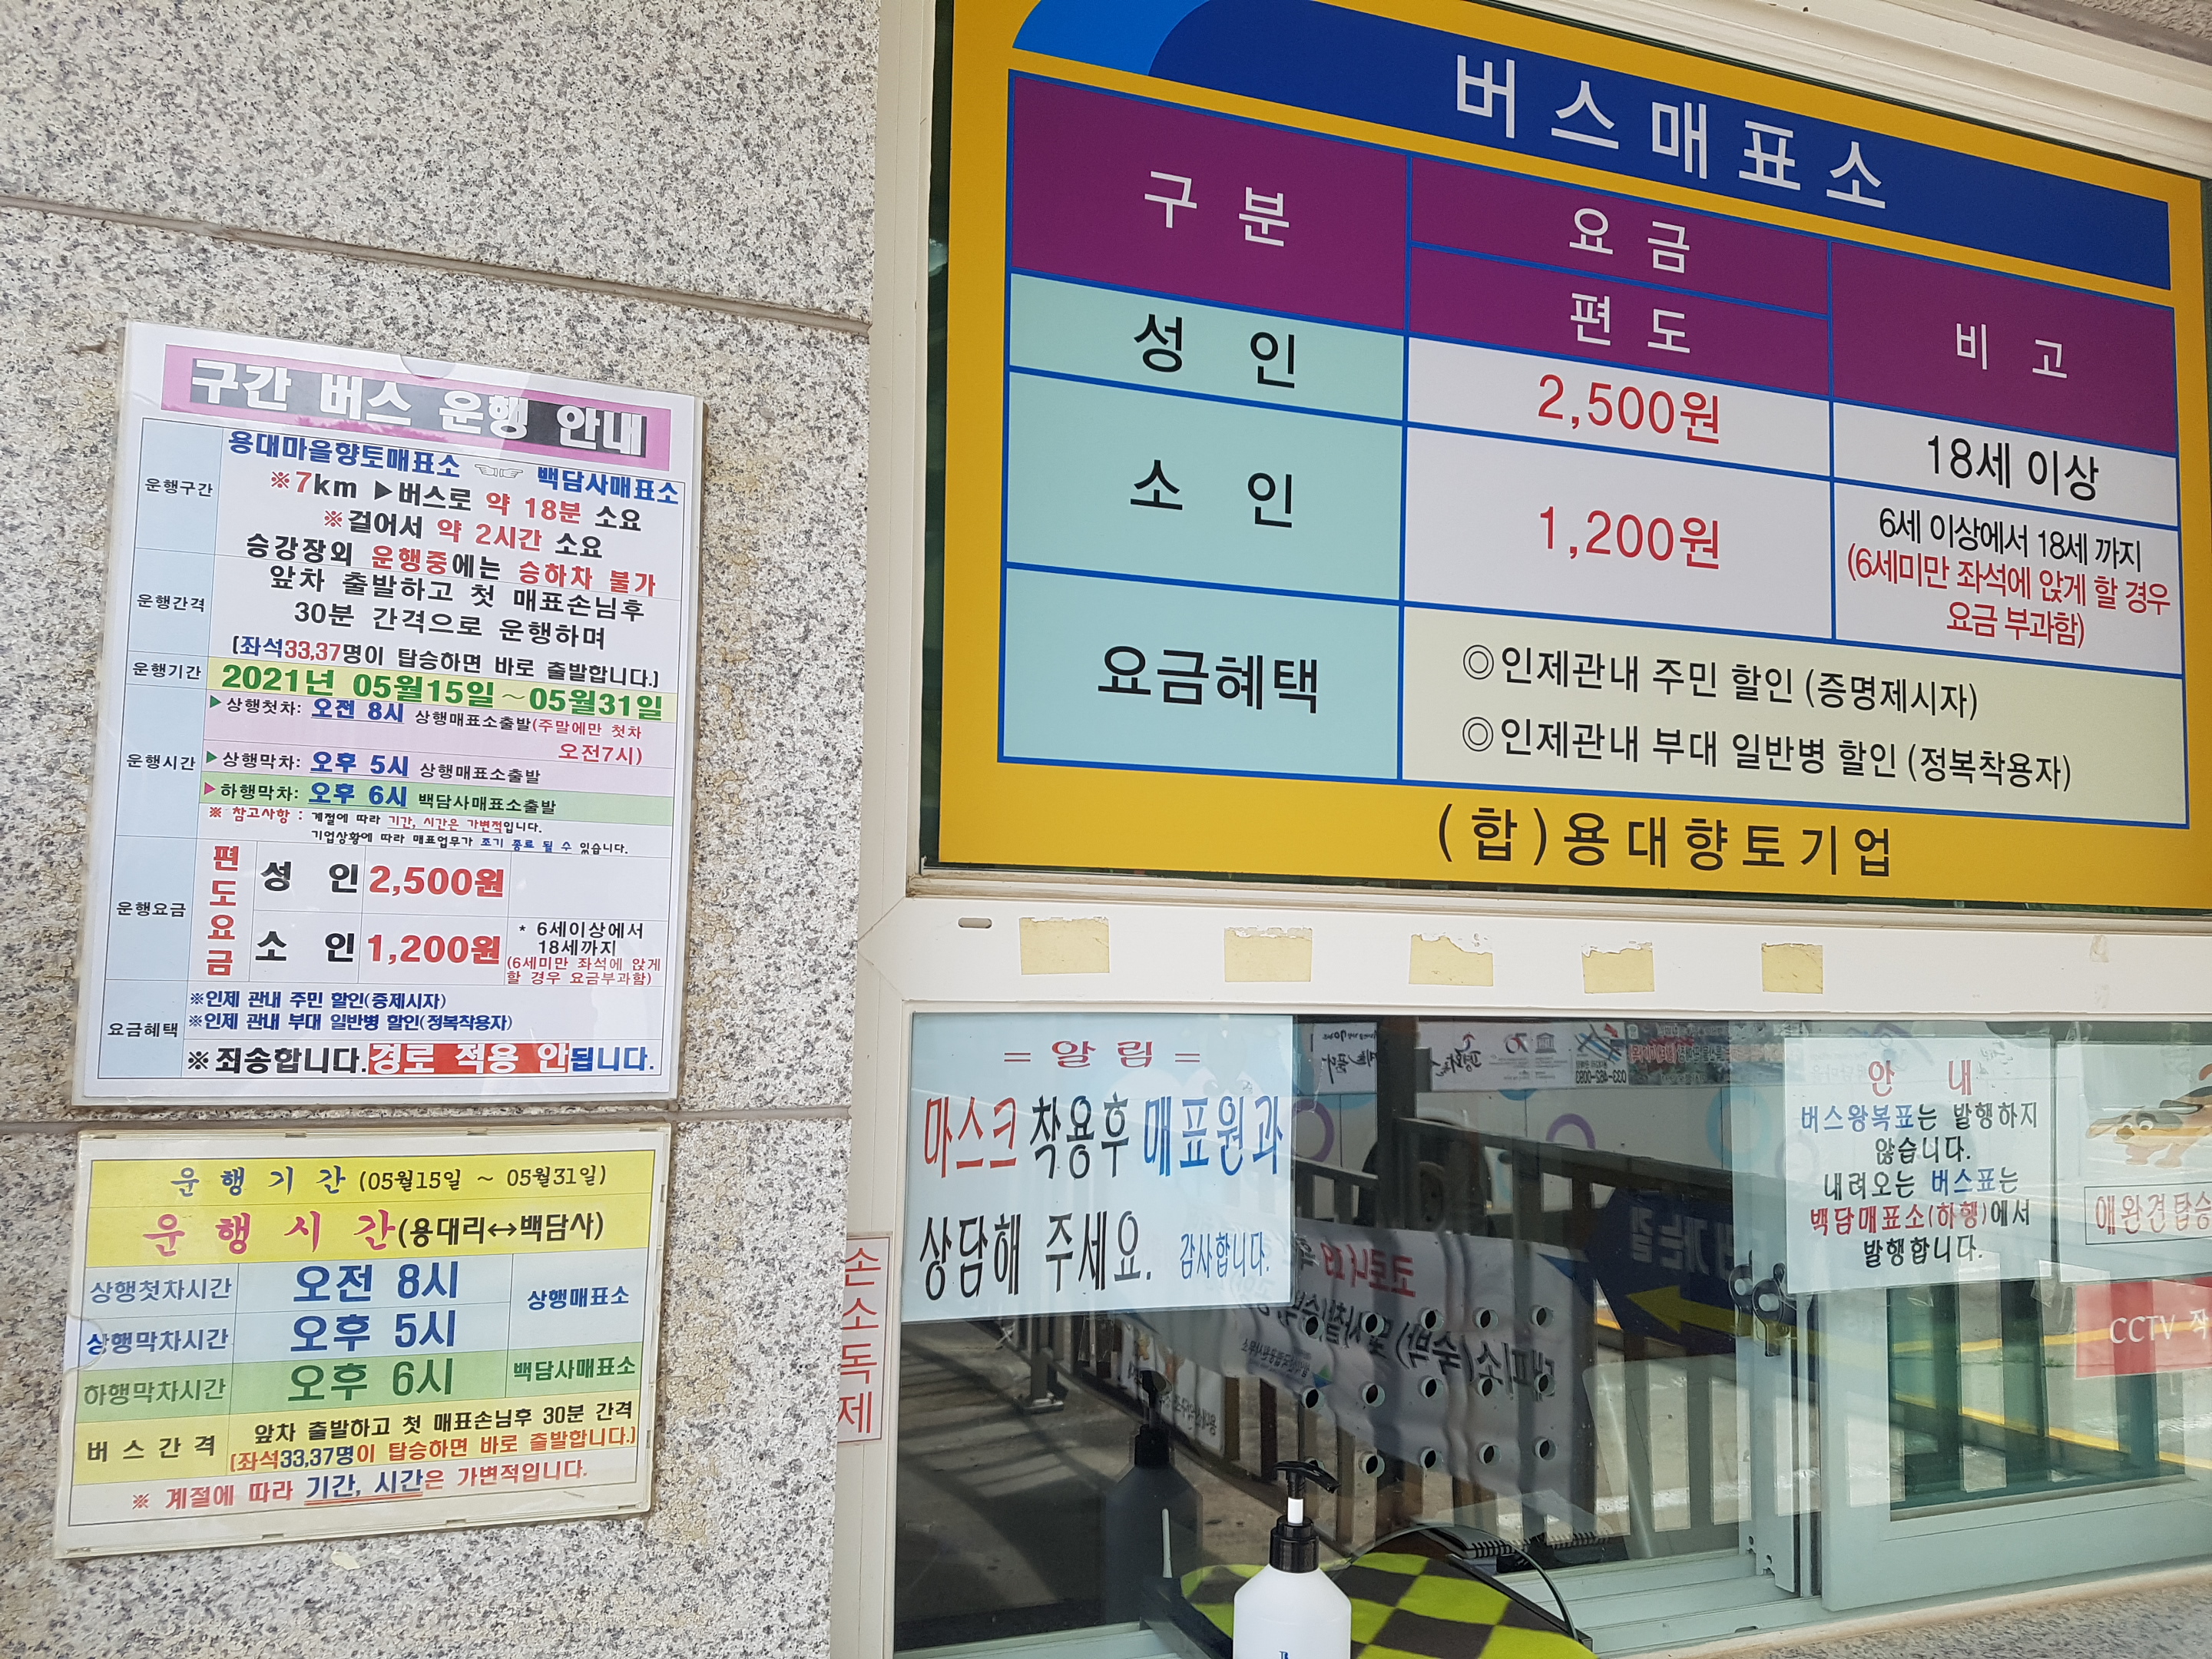 구간 버스 운행 안내
운행구간
용대마을향토매표소 백담사매표소
※7km ▶버스로 약 18분 소요
※걸어서 약 2시간 소요
승강장외 운행중에는 승하차 불가
운행간격
앞차 출발하고 첫 매표손님후
30분 간격으로 운행하며
(좌석33,37명이 탑승하면 바로 출발합니다.)
운행기간
2021년 05월15일~05월31일
운행시간
▶상행첫차: 오전 8시 상행매표소출발(주말에만 첫차
오전7시)
▶상행막차: 오후 5시 상행매표소출발
▶하행막차: 오후 6시 백담사매표소출발
※ 참고사항 : 계절에 따라 기간, 시간은 가변적입니다.
기업상황에 따라 매표업무가 조기 종료 될 수 있습니다.
운행요금
편도요금
성 인 2,500원
소 인 1,200원
* 6세이상에서
18세까지
(6세미만 좌석에 앉게
할 경우 요금부과함)
요금혜택
※인제 관내 주민 할인(증제시자)
※인제 관내 부대 일반병 할인(정복착용자)
※죄송합니다.경로 적용 안됩니다.
운 행 기 간 (05월15일 ~ 05월31일)
운 행 시 간(용대리↔백담사)
상행첫차시간 오전 8시 상행매표소
상행막차시간 오후 5시
하행막차시간 오후 6시 백담사매표소
버 스 간 격
앞차 출발하고 첫 매표손님후 30분 간격
(좌석33,37명이 탑승하면 바로 출발합니다.)
※ 계절에 따라 기간, 시간은 가변적입니다.
버스매표소
구 분 요 금 비 고
편 도
성 인 2,500원 18세 이상
소 인 1,200원
6세 이상에서 18세 까지
(6세미만 좌석에 앉게 할 경우
요금 부과함)
요금혜택
◎인제관내 주민 할인 (증명제시자)
◎인제관내 부대 일반병 할인 (정복착용자)
(합)용대향토기업
= 알 림 =
마스크 착용후 매표원과
상담해 주세요. 감사합니다.
손소독제
안 내
버스왕복표는 발행하지
않습니다.
내려오는 버스표는
백담매표소(하행)에서
발행합니다.
애완견탑승
CCTV
코로나19